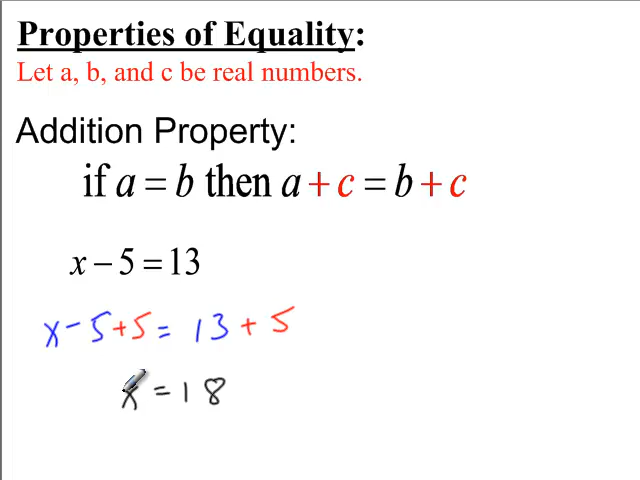 Properties of Equality:
Let a, b, and c be real numbers.
Addition Property:
if a = b then a + c = b + c
x − 5 = 13
x − 5 + 5 = 13 + 5
x = 18